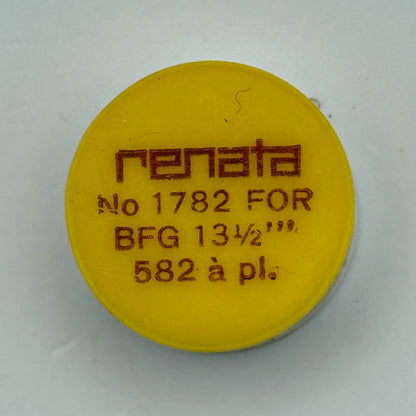 renata
No 1782 FOR
BFG 13½'''
582 à pl.